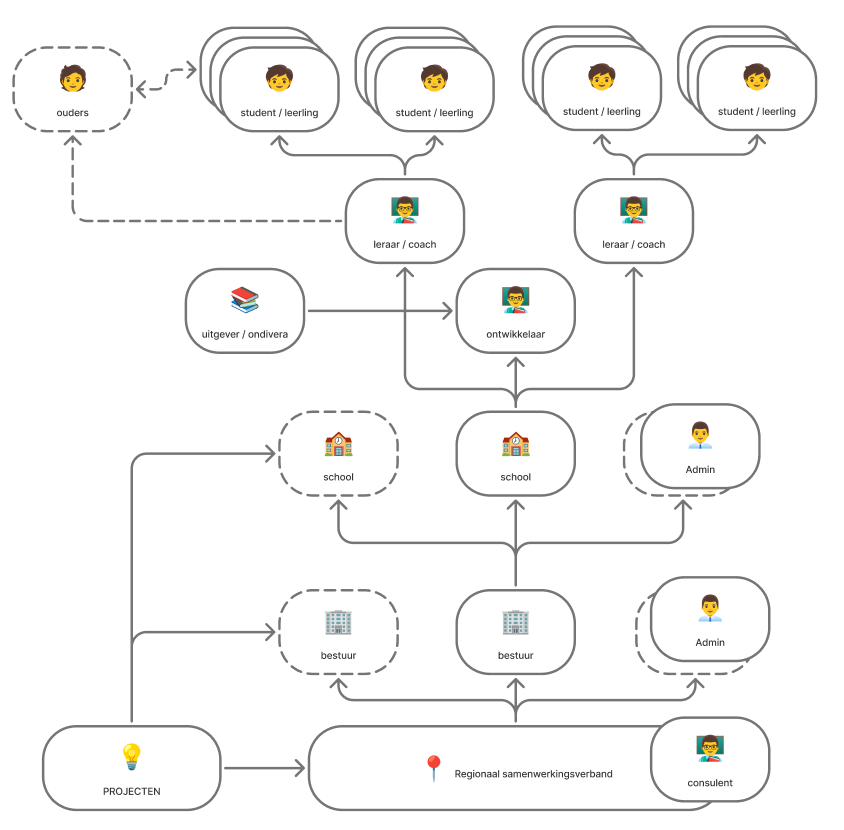 ouders
student / leerling
student / leerling
student / leerling
student / leerling
leraar / coach
leraar / coach
uitgever / ondivera
ontwikkelaar
school
school
Admin
bestuur
bestuur
Admin
PROJECTEN
Regionaal samenwerkingsverband
consulent